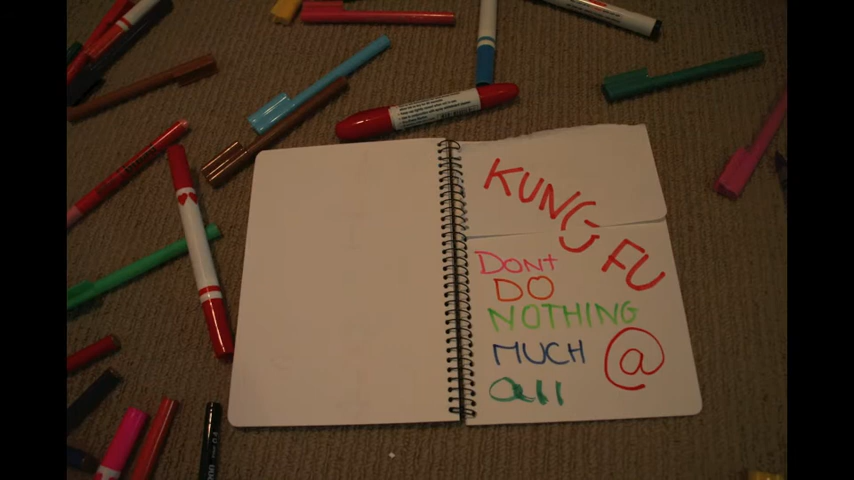 KUNG FU
DONt
DO
NOTHING
MUCH @
all